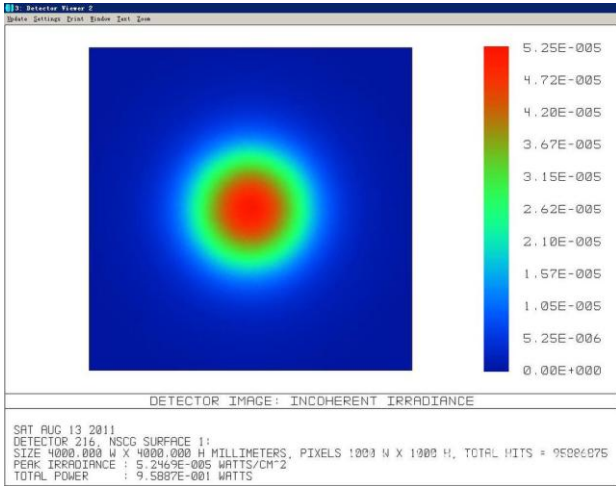 3: Detector Viewer 2
Update Settings Print Window Text Zoom
5.25E-005
4.72E-005
4.20E-005
3.67E-005
3.15E-005
2.62E-005
2.10E-005
1.57E-005
1.05E-005
5.25E-006
0.00E+000
DETECTOR IMAGE: INCOHERENT IRRADIANCE
SAT AUG 13 2011
DETECTOR 216, NSCG SURFACE 1:
SIZE 4000.000 W X 4000.000 H MILLIMETERS, PIXELS 1000 W X 1000 H, TOTAL HITS =
PEAK IRRADIANCE : 5.2469E-005 WATTS/CM^2
TOTAL POWER : 9.5887E-001 WATTS